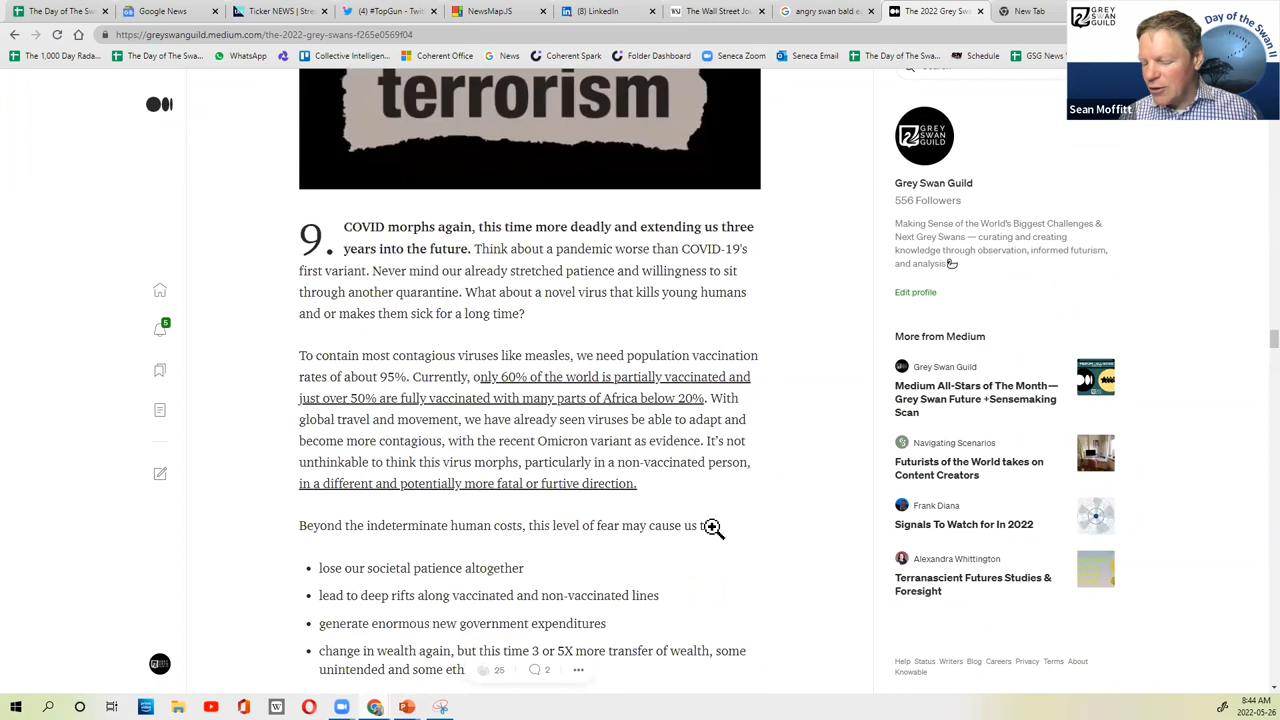 Ticker NEWS | Stre
(4) #TogoCan - Twi
NewsMapJS
(8) LinkedIn
The Wall Street Jou
angry swan bald e
The 2022 Grey Swa
New Tab
https://greyswanguild.medium.com/the-2022-grey-swans-f265e0569f04
The 1,000 Day Read
The Day of The Swa
WhatsApp
Collective Intelligen
Coherent Office
News
Coherent Spark
Folder Dashboard
Seneca Zoom
Seneca Email
The Day of The Swa
Schedule
GSG News
GREY
SWAN
GUILD
Day of the Swan II
Sean Moffitt
terrorism
9. COVID morphs again, this time more deadly and extending us three
years into the future. Think about a pandemic worse than COVID-19's
first variant. Never mind our already stretched patience and willingness to sit
through another quarantine. What about a novel virus that kills young humans
and or makes them sick for a long time?
To contain most contagious viruses like measles, we need population vaccination
rates of about 95%. Currently, only 60% of the world is partially vaccinated and
just over 50% are fully vaccinated with many parts of Africa below 20%. With
global travel and movement, we have already seen viruses be able to adapt and
become more contagious, with the recent Omicron variant as evidence. It's not
unthinkable to think this virus morphs, particularly in a non-vaccinated person,
in a different and potentially more fatal or furtive direction.
Beyond the indeterminate human costs, this level of fear may cause us
• lose our societal patience altogether
• lead to deep rifts along vaccinated and non-vaccinated lines
• generate enormous new government expenditures
• change in wealth again, but this time 3 or 5X more transfer of wealth, some
unintended and some eth
25
2
5
GREY
SWAN
GUILD
Grey Swan Guild
556 Followers
Making Sense of the World's Biggest Challenges &
Next Grey Swans — curating and creating
knowledge through observation, informed futurism,
and analysis
Edit profile
More from Medium
Grey Swan Guild
Medium All-Stars of The Month—
Grey Swan Future +Sensemaking
Scan
Navigating Scenarios
Futurists of the World takes on
Content Creators
Frank Diana
Signals To Watch for In 2022
Alexandra Whittington
Terranascient Futures Studies &
Foresight
Help Status Writers Blog Careers Privacy Terms About
Knowable
8:44 AM
2022-05-26